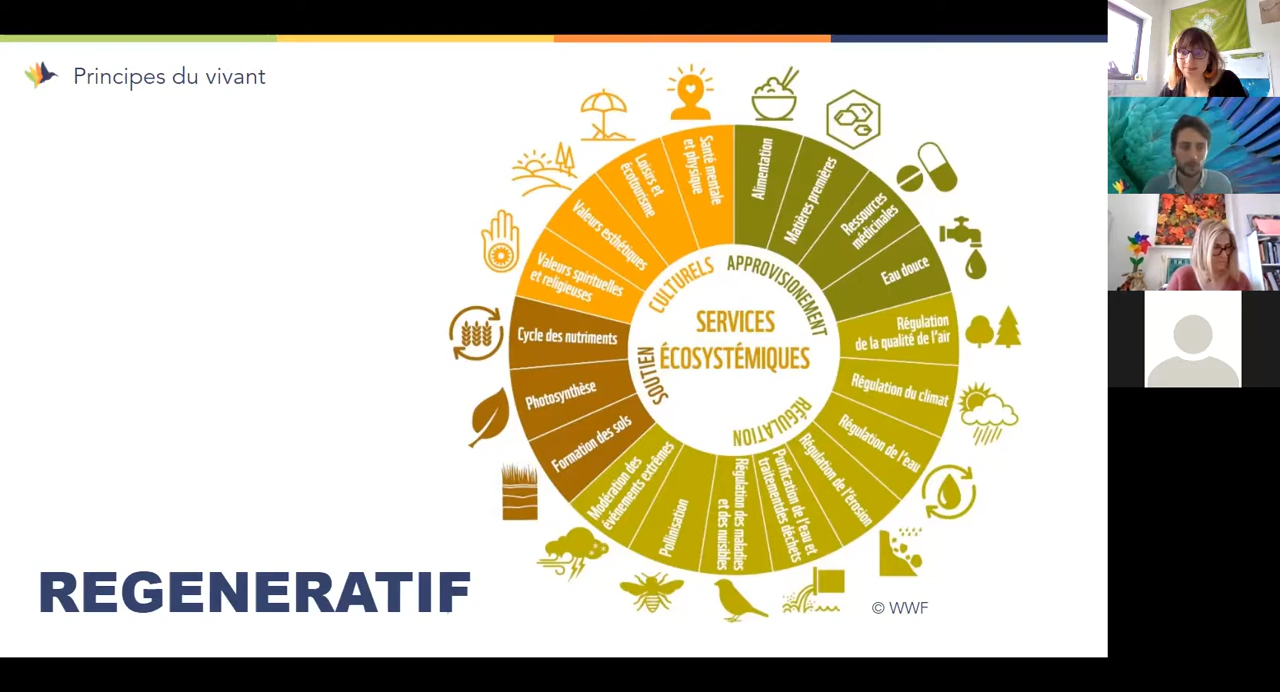 Principes du vivant
SERVICES
ÉCOSYSTÉMIQUES
APPROVISIONEMENT
Alimentation
Matières premières
Ressources
médicinales
Eau douce
RÉGULATION
Régulation
de la qualité de l'air
Régulation du climat
Régulation de l'eau
Régulation de l'érosion
Purification de l'eau et
traitementdes déchets
Régulation des maladies
et des nuisibles
Pollinisation
Modération des
événements extrêmes
SOUTIEN
Formation des sols
Photosynthèse
Cycle des nutriments
CULTURELS
Valeurs spirituelles
et religieuses
Valeurs esthétiques
Loisirs et
écotourisme
Santé mentale
et physique
REGENERATIF
© WWF